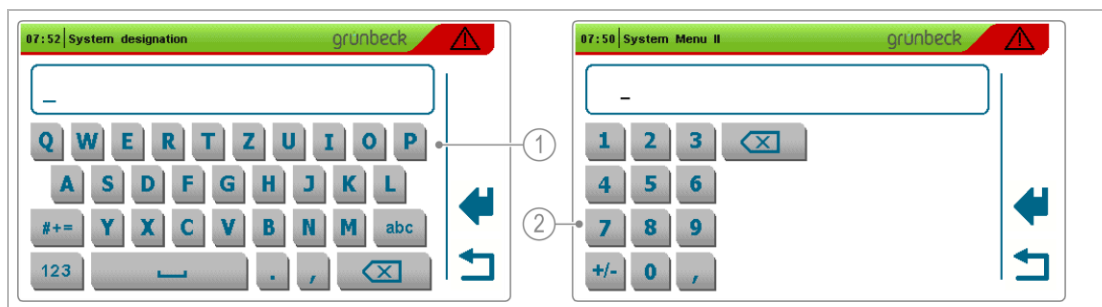 07:52 System designation grünbeck
_
Q W E R T Z U I O P
A S D F G H J K L
#+= Y X C V B N M abc
123 . ,
1
07:50 System Menu II grünbeck
_
1 2 3
4 5 6
7 8 9
+/- 0 ,
2